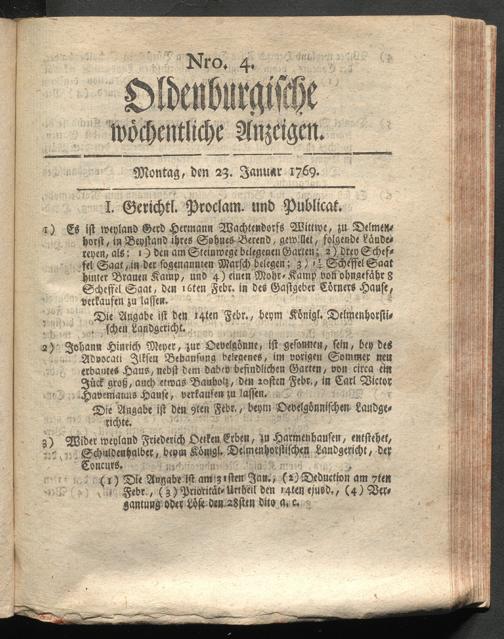 Nro. 4.
Oldenburgische
wöchentliche Anzeigen.
Montag, den 23. Januar 1769.
I. Gerichtl. Proclam. und Publicat.
1) Es ist weyland Gerd Hermann Wachtendorfs Wittwe, zu Delmen-
horst, in Beystand ihres Sohnes Berend, gewillet, folgende Lände-
reyen, als: 1) den am Steinwege belegenen Garten; 2) drey Schef-
fel Saat, in der sogenannten Marsch belegen; 3) 1½ Scheffel Saat
hinter Brauen Kamp, und 4) einen Mohr-Kamp von ohngefähr 8
Scheffel Saat, den 16ten Febr. in des Gastgeber Cörners Hause,
verkaufen zu lassen.
Die Angabe ist den 14ten Febr., beym Königl. Delmenhorsti-
schen Landgericht.
2) Johann Hinrich Meyer, zur Oevelgönne, ist gesonnen, sein, bey des
Advocati Ilksen Behausung belegenes, im vorigen Sommer neu
erbautes Haus, nebst dem dabey befindlichen Garten, von circa ein
Jück groß, auch etwas Bauholz, den 20sten Febr., in Carl Victor
Havemanns Hause, verkaufen zu lassen.
Die Angabe ist den 9ten Febr., beym Oevelgönnischen Landge-
richte.
3) Wider weyland Friederich Oetken Erben, zu Harmenhausen, entstehet,
Schuldenhalber, beym Königl. Delmenhorstischen Landgericht, der
Concurs.
(1) Die Angabe ist am 31sten Jan., (2) Deduction am 7ten
Febr., (3) Priorität-Urtheil den 14ten ejusd., (4) Ver-
gantung oder Löse den 28sten dito a. c.